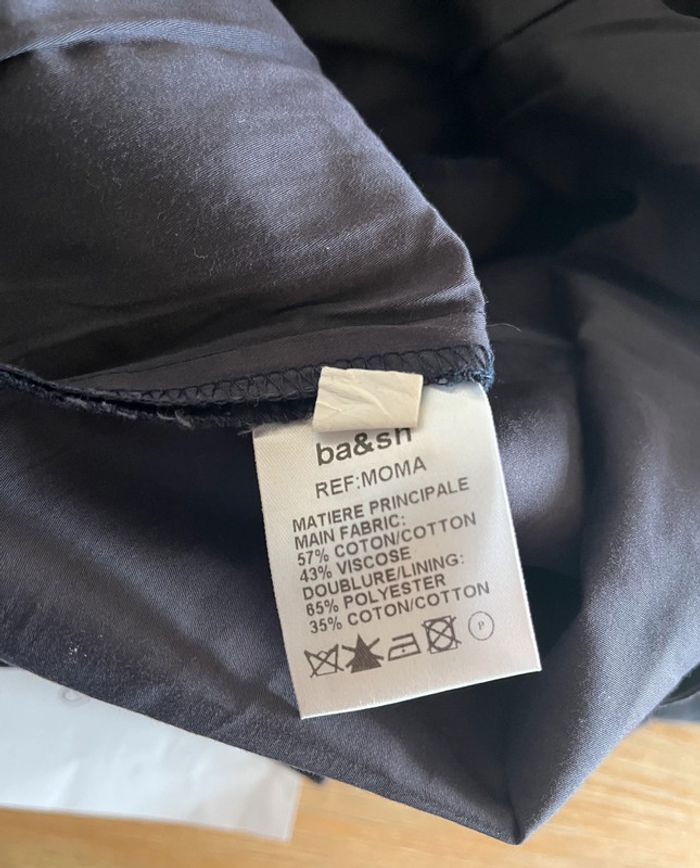 ba&sh
REF:MOMA
MATIERE PRINCIPALE
MAIN FABRIC:
57% COTON/COTTON
43% VISCOSE
DOUBLURE/LINING:
65% POLYESTER
35% COTON/COTTON
P